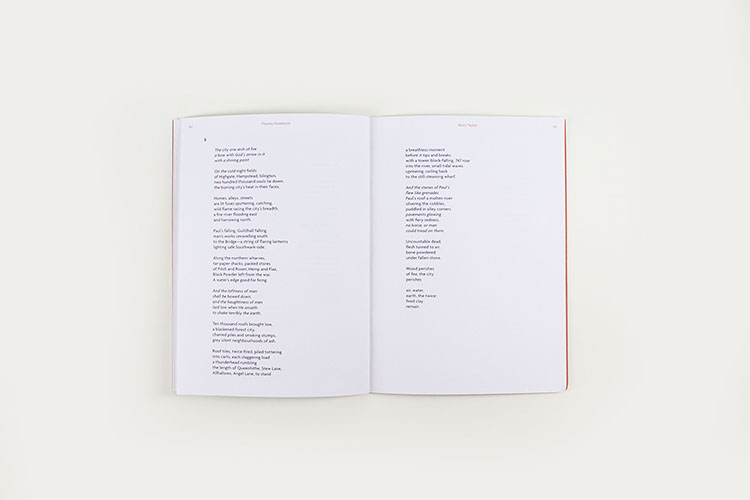 The city one arch of fire
a bow with God's arrow in it
with a shining point
On the cold night fields
of Highgate, Hampstead, Islington,
two hundred thousand souls lie down;
the burning city's heat in their faces.
Homes, alleys, streets
are lit fuses sputtering, catching,
wild flame racing the city's breadth,
a fire-river flooding east
and harrowing north.
Paul's falling, Guildhall falling
man's works unravelling south
to the Bridge—a string of flaring lanterns
lighting safe Southwark-side.
Along the northern wharves,
tar-paper shacks, packed stores
of Pitch and Rosen, Hemp and Flax,
Black Powder left from the war.
A water's edge good for firing.
And the loftiness of man
shall be bowed down,
and the haughtiness of men
laid low when He ariseth
to shake terribly the earth.
Ten thousand roofs brought low,
a blackened forest city,
charred piles and smoking stumps,
grey silent neighbourhoods of ash.
Roof tiles, twice-fired, piled tottering
into carts, each staggering load
a thunderhead rumbling
the length of Queenhithe, Stew Lane,
Allhallows, Angel Lane, to stand
a breathless moment
before it tips and breaks
with a tower-block-falling, 747 roar
into the river, small tidal waves
upsetting, coiling back
to the still-steaming wharf.
And the stones of Paul's
flew like grenades
Paul's roof a molten river
silvering the cobbles,
puddled in alley corners
pavements glowing
with fiery redness,
no horse, or man
could tread on them.
Uncountable dead,
flesh turned to air,
bone powdered
under fallen stone.
Wood perishes
of fire, the city
perishes
air, water,
earth, the twice-
fired clay
remain.